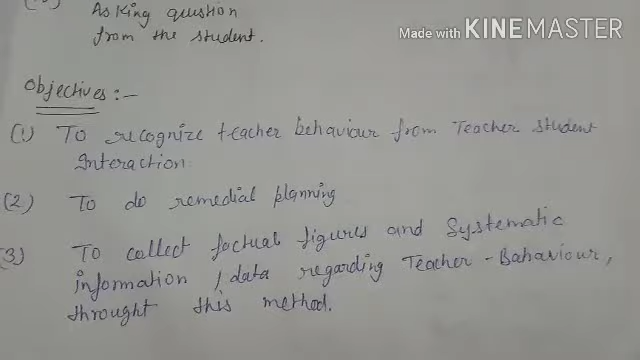 Asking question
from the student.
Made with KINEMASTER
Objectives :-
(1) To recognize teacher behaviour from Teacher student
Interaction
(2) To do remedial planning
(3) To collect factual figures and Systematic
information / data regarding Teacher - Bahaviour,
throught this method.